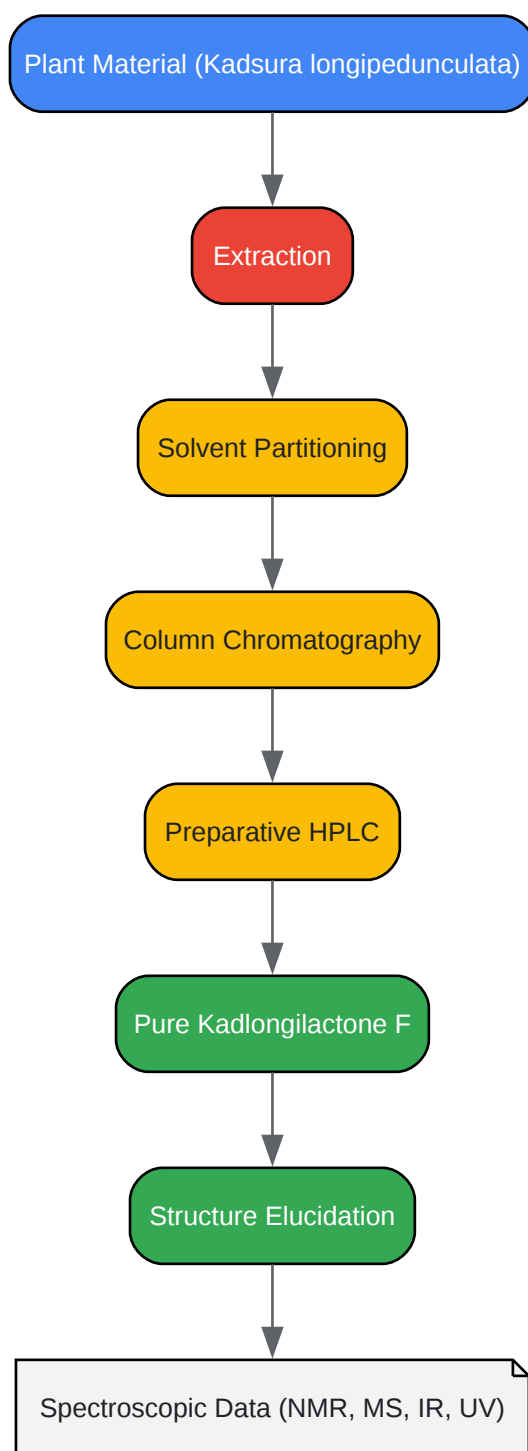 Plant Material (Kadsura longipedunculata)
Extraction
Solvent Partitioning
Column Chromatography
Preparative HPLC
Pure Kadlongilactone F
Structure Elucidation
Spectroscopic Data (NMR, MS, IR, UV)